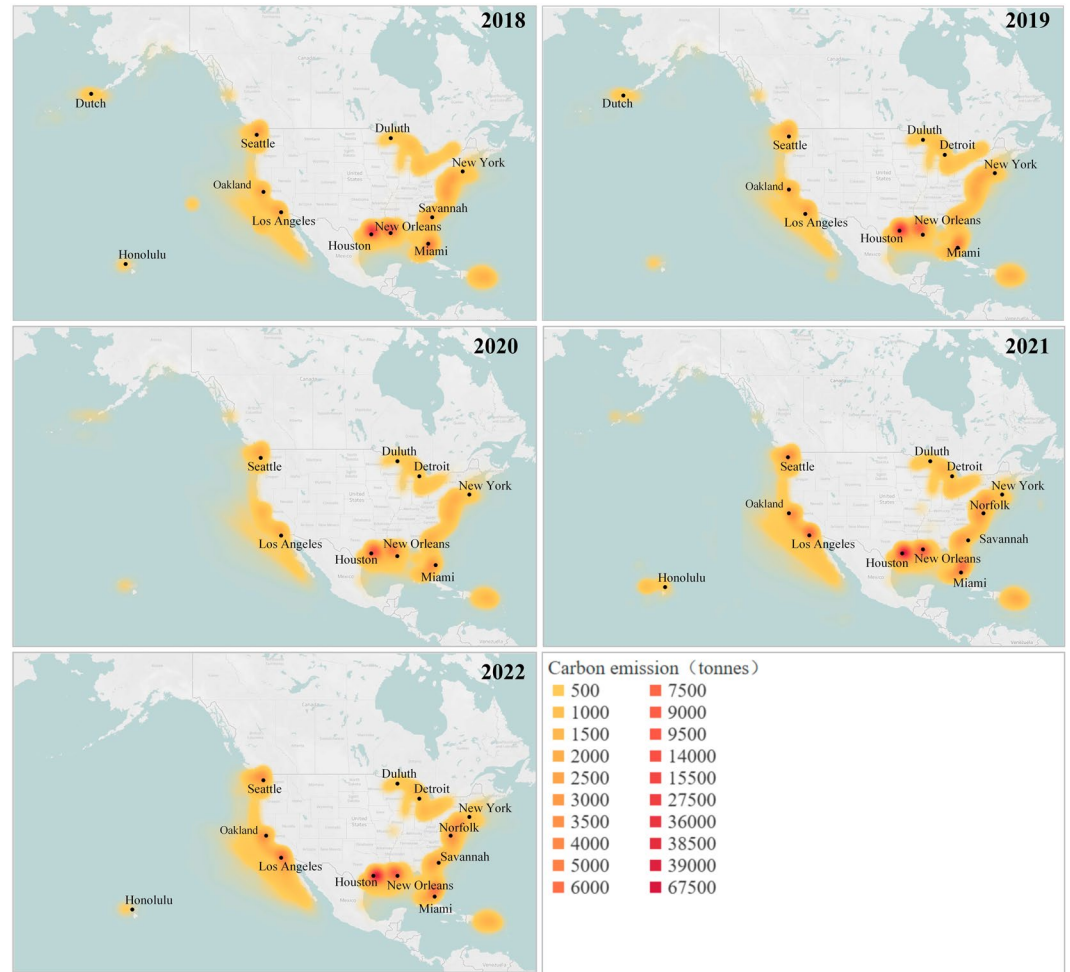 2018
Dutch
Seattle
Duluth
New York
Oakland
Savannah
Los Angeles
New Orleans
Houston
Miami
Honolulu
2019
Dutch
Seattle
Duluth
Detroit
New York
Oakland
Los Angeles
New Orleans
Houston
Miami
2020
Seattle
Duluth
Detroit
New York
Los Angeles
New Orleans
Houston
Miami
2021
Seattle
Duluth
Detroit
New York
Oakland
Norfolk
Los Angeles
Savannah
New Orleans
Houston
Miami
Honolulu
2022
Seattle
Duluth
Detroit
New York
Oakland
Norfolk
Los Angeles
Savannah
Houston
New Orleans
Miami
Honolulu
Carbon emission（tonnes）
500 7500
1000 9000
1500 9500
2000 14000
2500 15500
3000 27500
3500 36000
4000 38500
5000 39000
6000 67500